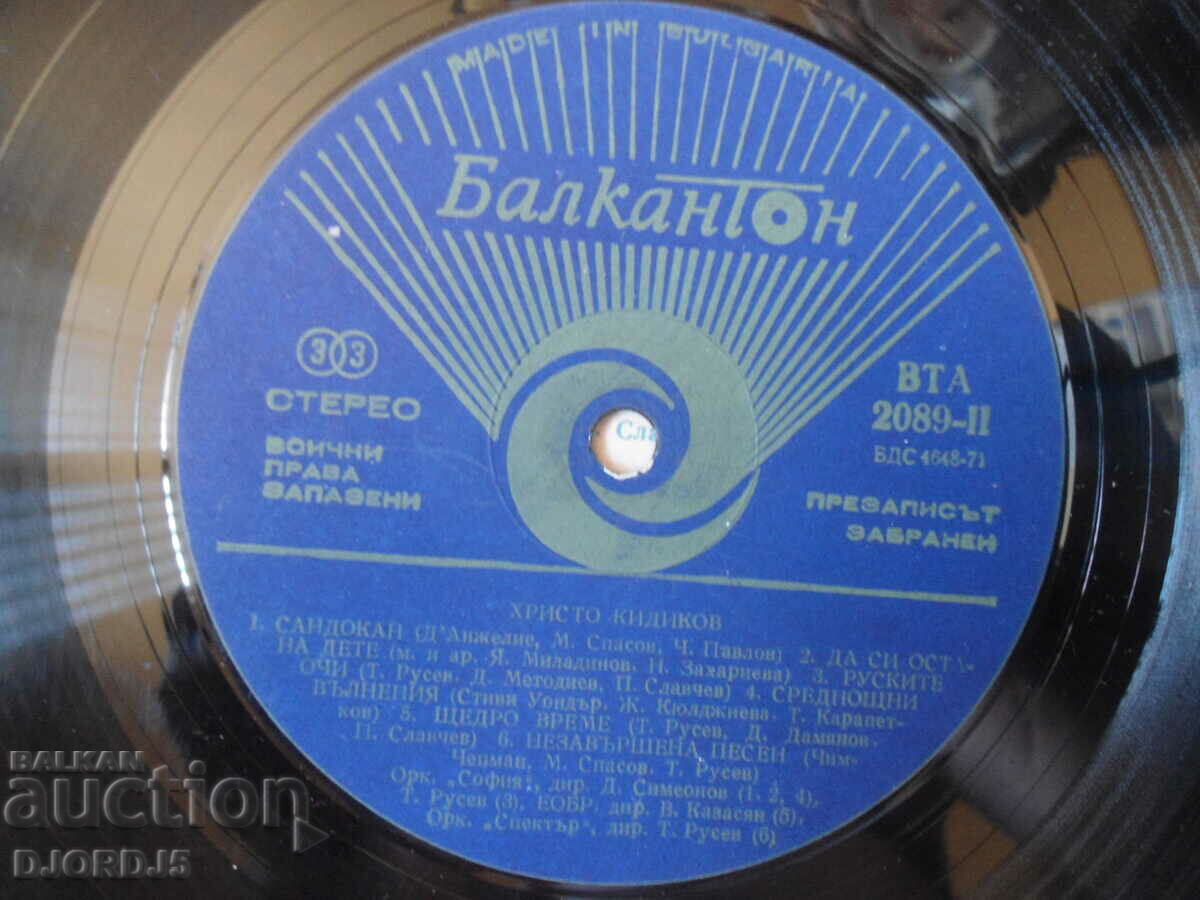 MADE IN BULGARIA
Балкантон
33
СТЕРЕО
ВСИЧКИ
ПРАВА
ЗАПАЗЕНИ
ВТА
2089-II
БДС 4648-71
ПРЕЗАПИСЪТ
ЗАБРАНЕН
Сла
ХРИСТО КИДИКОВ
1. САНДОКАН (Д'Анжелие, М. Спасов, Ч. Павлов) 2. ДА СИ ОСТА-
НА ДЕТЕ (м. и ар. Я. Миладинов, Н. Захариева) 3. РУСКИТЕ
ОЧИ (Т. Русев, Д. Методиев, П. Славчев) 4. СРЕДНОЩНИ
ВЪЛНЕНИЯ (Стиви Уондър, Ж. Кюлджиева, Т. Карапет-
ков) 5. ЩЕДРО ВРЕМЕ (Т. Русев, Д. Дамянов,
П. Славчев) 6. НЕЗАВЪРШЕНА ПЕСЕН (Чим-
Чепман, М. Спасов, Т. Русев)
Орк. „София", дир. Д. Симеонов (1, 2, 4),
Т. Русев (3), ЕОБР, дир. В. Казасян (5),
Орк. „Спектър", дир. Т. Русев (6)
BALKAN
auction
DJORDJ5